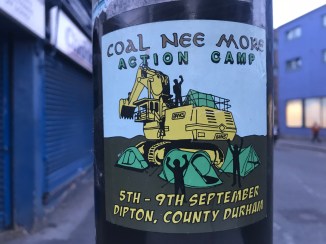 COAL NEE MORE
ACTION CAMP
5TH - 9TH SEPTEMBER
DIPTON, COUNTY DURHAM